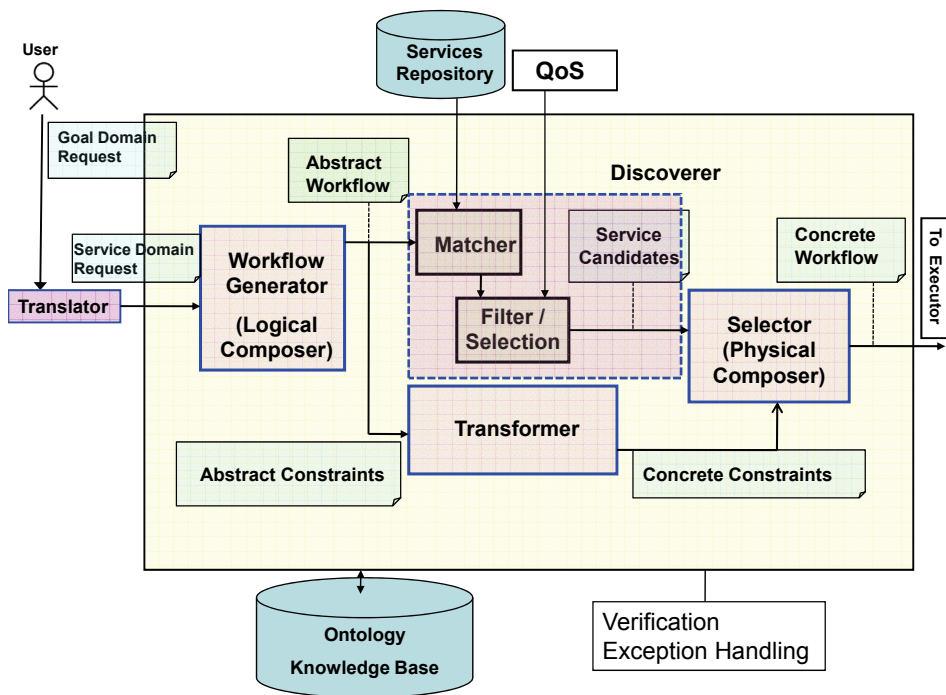 User
Services
Repository
QoS
Goal Domain
Request
Abstract
Workflow
Discoverer
Service Domain
Request
Workflow
Generator
(Logical
Composer)
Matcher
Service
Candidates
Concrete
Workflow
To Executor
Translator
Filter /
Selection
Selector
(Physical
Composer)
Transformer
Abstract Constraints
Concrete Constraints
Ontology
Knowledge Base
Verification
Exception Handling